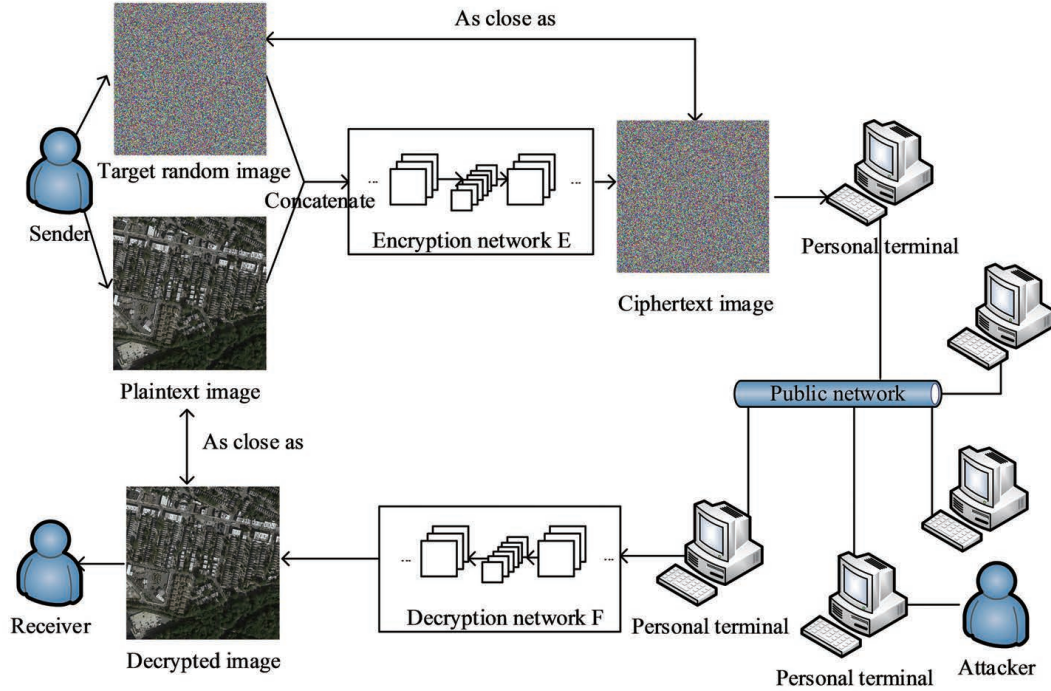 As close as
Target random image
Concatenate
Sender
... ...
Encryption network E
Personal terminal
Ciphertext image
Plaintext image
Public network
As close as
... ...
Decryption network F
Receiver
Personal terminal
Decrypted image
Personal terminal
Attacker